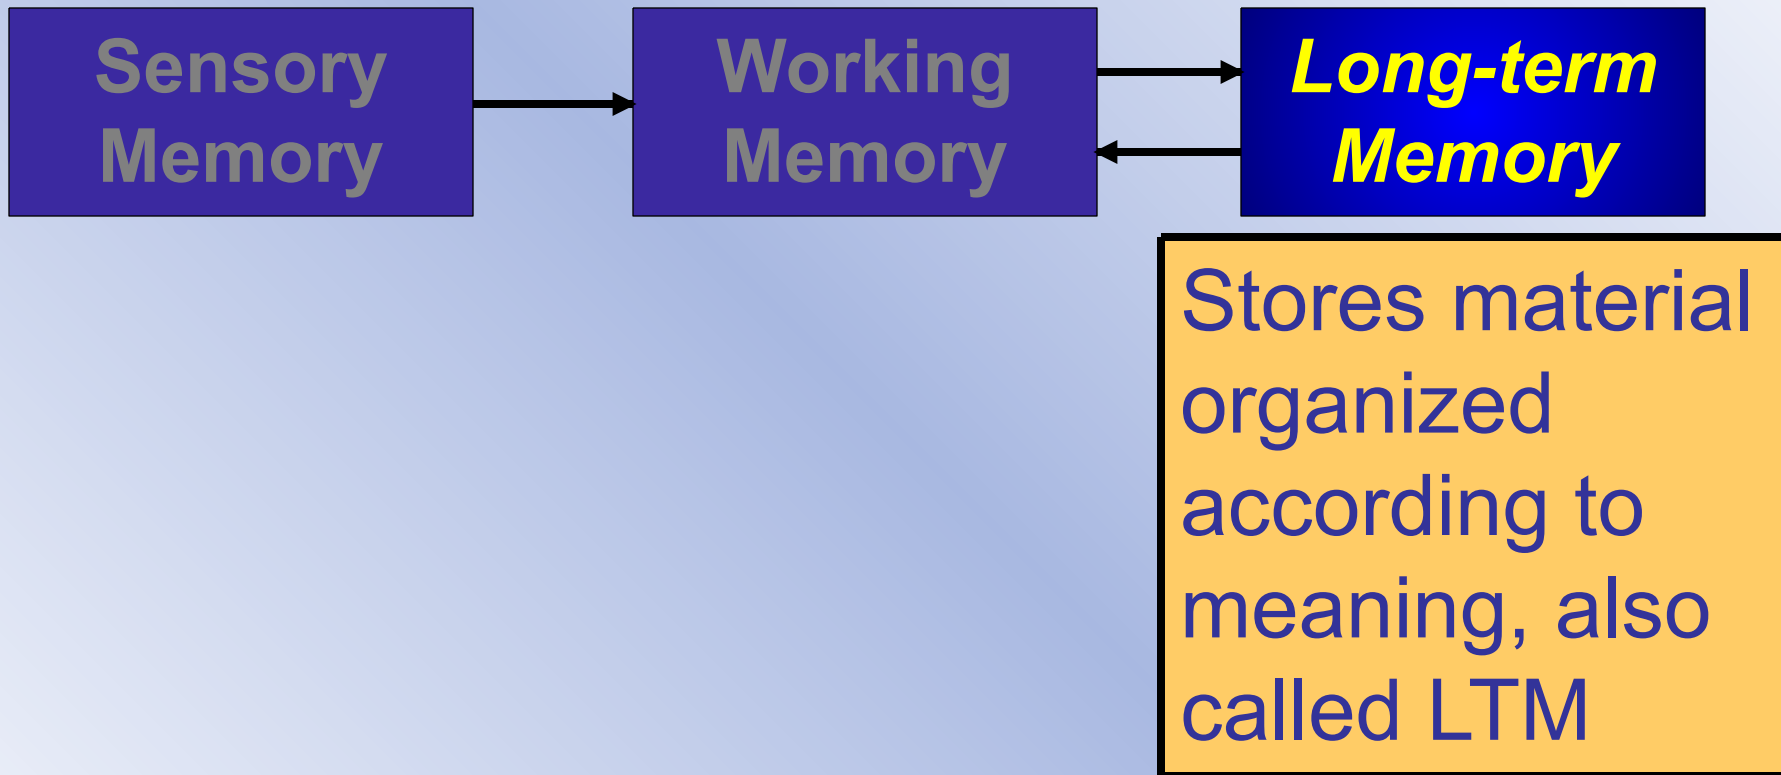 Sensory
Memory
Working
Memory
Long-term
Memory
Stores material
organized
according to
meaning, also
called LTM